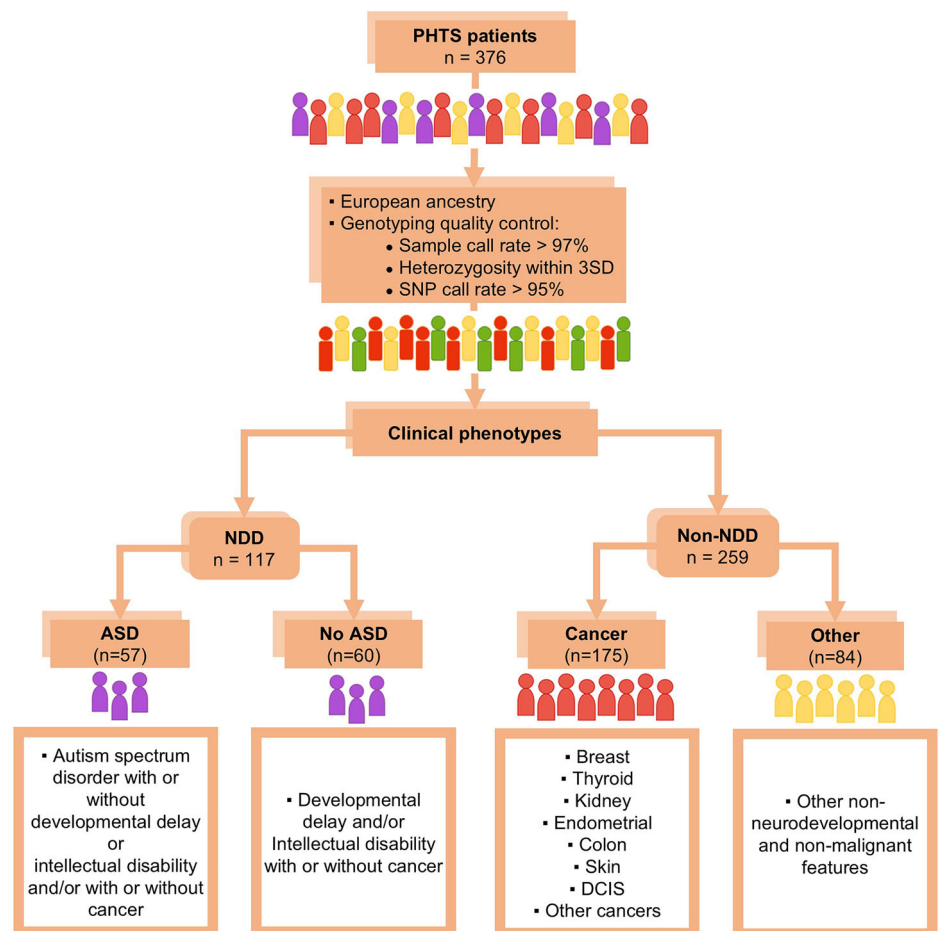 PHTS patients
n = 376
▪ European ancestry
▪ Genotyping quality control:
● Sample call rate > 97%
● Heterozygosity within 3SD
● SNP call rate > 95%
Clinical phenotypes
NDD
n = 117
Non-NDD
n = 259
ASD
(n=57)
No ASD
(n=60)
Cancer
(n=175)
Other
(n=84)
▪ Autism spectrum
disorder with or
without
developmental delay
or
intellectual disability
and/or with or without
cancer
▪ Developmental
delay and/or
Intellectual disability
with or without cancer
▪ Breast
▪ Thyroid
▪ Kidney
▪ Endometrial
▪ Colon
▪ Skin
▪ DCIS
▪ Other cancers
▪ Other non-
neurodevelopmental
and non-malignant
features